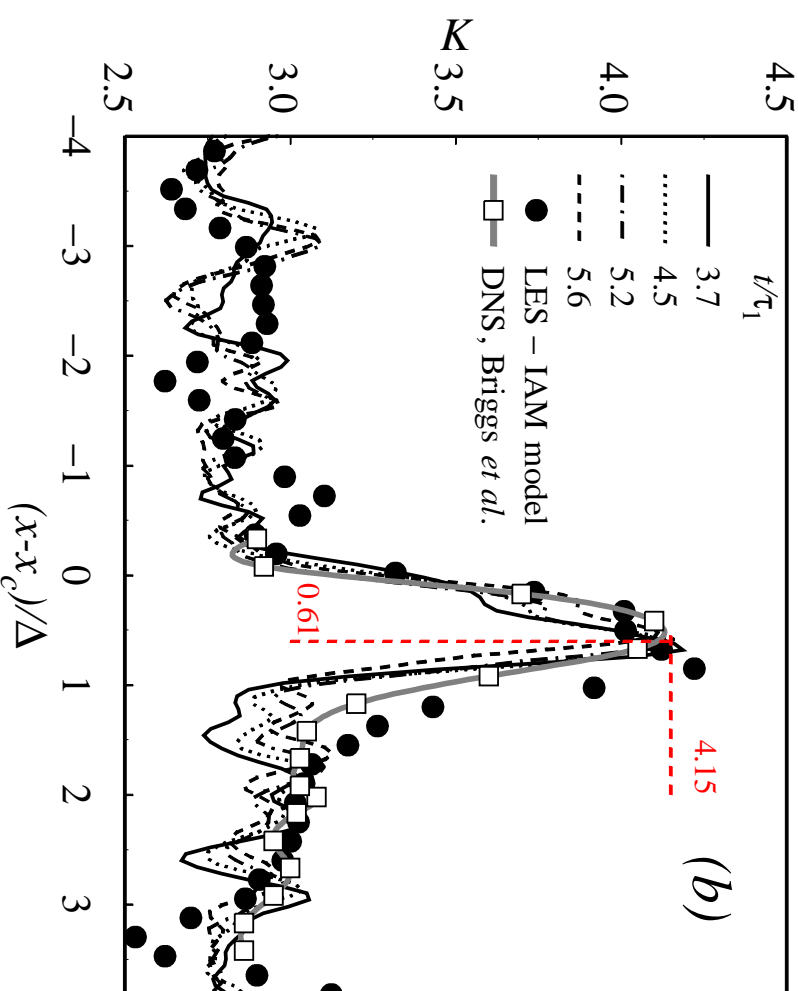 K
4.5
4.0
3.5
3.0
2.5
t/τ1
3.7
4.5
5.2
5.6
LES – IAM model
DNS, Briggs et al.
(b)
4.15
0.61
−4 −3 −2 −1 0 1 2 3
(x-xc)/Δ